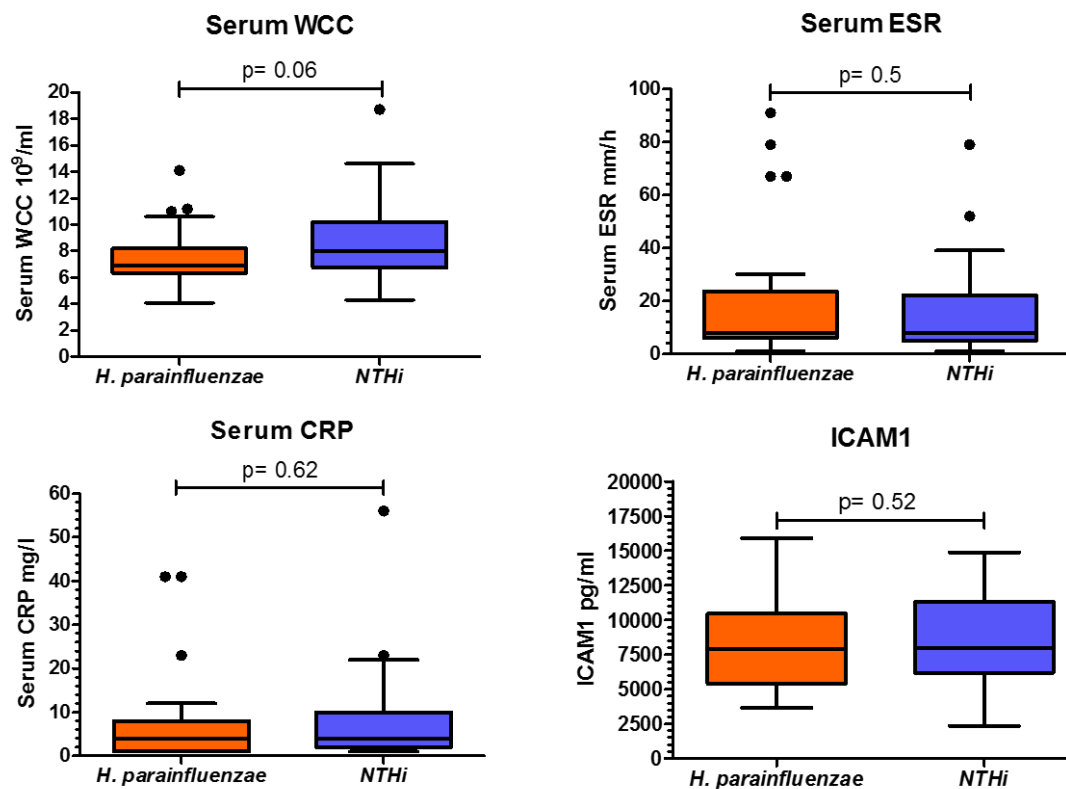 Serum WCC
p= 0.06
Serum WCC 10⁹/ml
20
18
16
14
12
10
8
6
4
2
0
H. parainfluenzae
NTHi
Serum ESR
p= 0.5
Serum ESR mm/h
100
80
60
40
20
0
H. parainfluenzae
NTHi
Serum CRP
p= 0.62
Serum CRP mg/l
60
50
40
30
20
10
0
H. parainfluenzae
NTHi
ICAM1
p= 0.52
ICAM1 pg/ml
20000
17500
15000
12500
10000
7500
5000
2500
0
H. parainfluenzae
NTHi